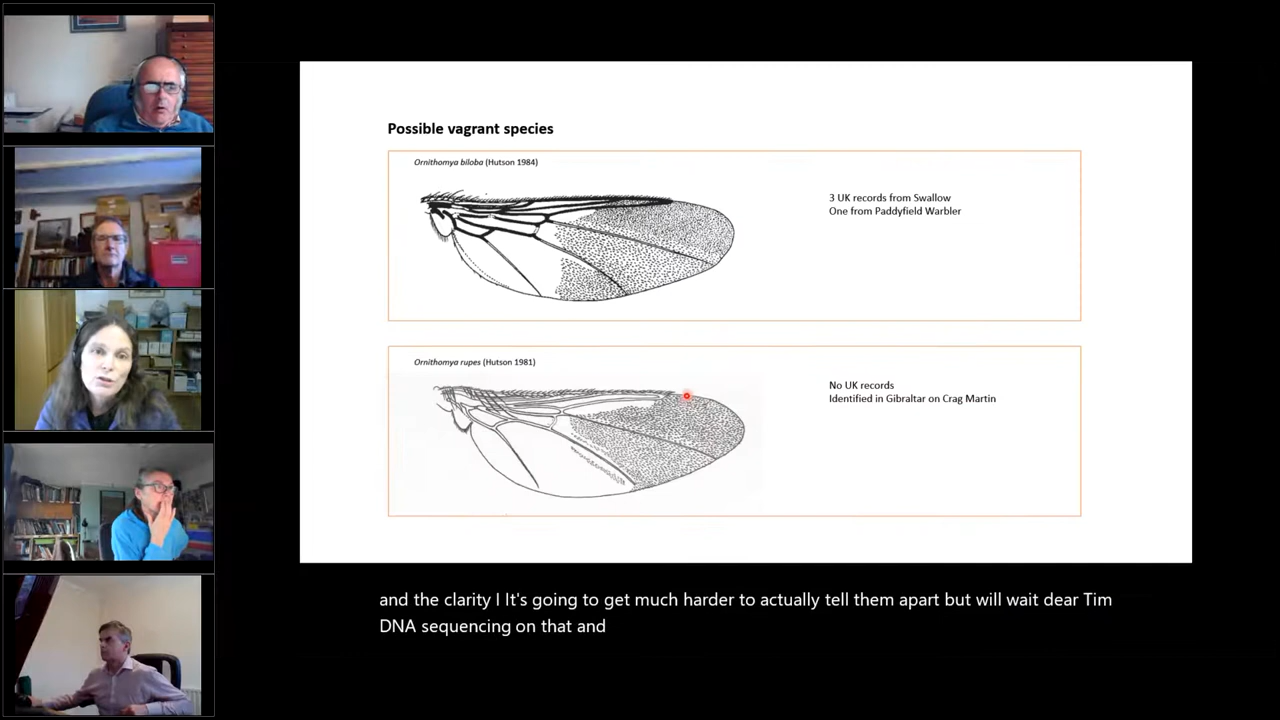 Possible vagrant species
Ornithomya biloba (Hutson 1984)
3 UK records from Swallow
One from Paddyfield Warbler
Ornithomya rupes (Hutson 1981)
No UK records
Identified in Gibraltar on Crag Martin
and the clarity I It's going to get much harder to actually tell them apart but will wait dear Tim
DNA sequencing on that and